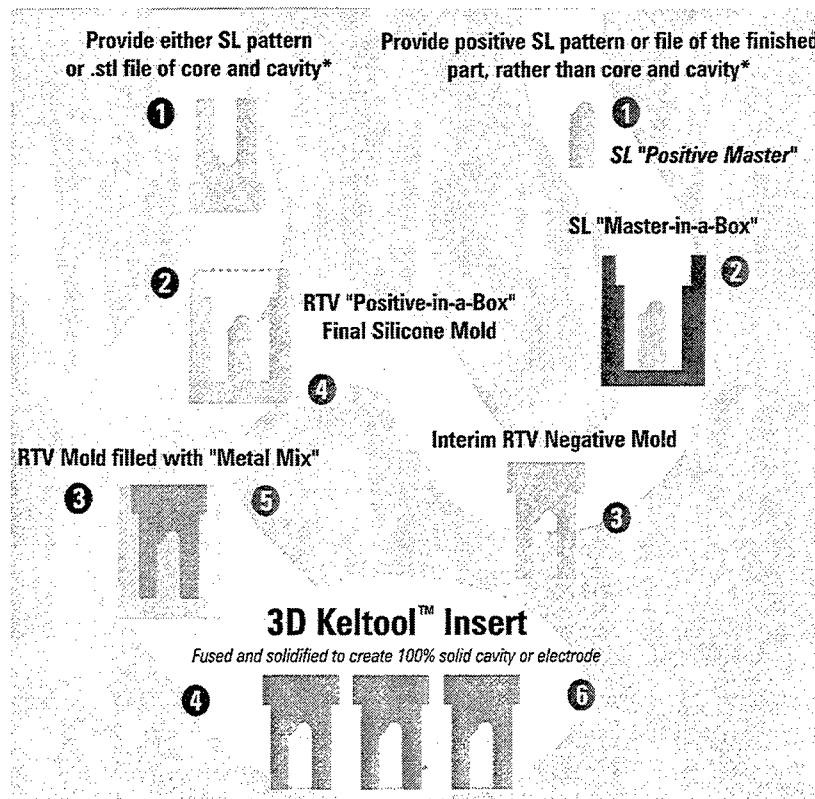 Provide either SL pattern
or .stl file of core and cavity*
Provide positive SL pattern or file of the finished
part, rather than core and cavity*
1
1
SL "Positive Master"
SL "Master-in-a-Box"
2
2
RTV "Positive-in-a-Box"
Final Silicone Mold
4
Interim RTV Negative Mold
RTV Mold filled with "Metal Mix"
3
5
3
3D Keltool™ Insert
Fused and solidified to create 100% solid cavity or electrode
4
6